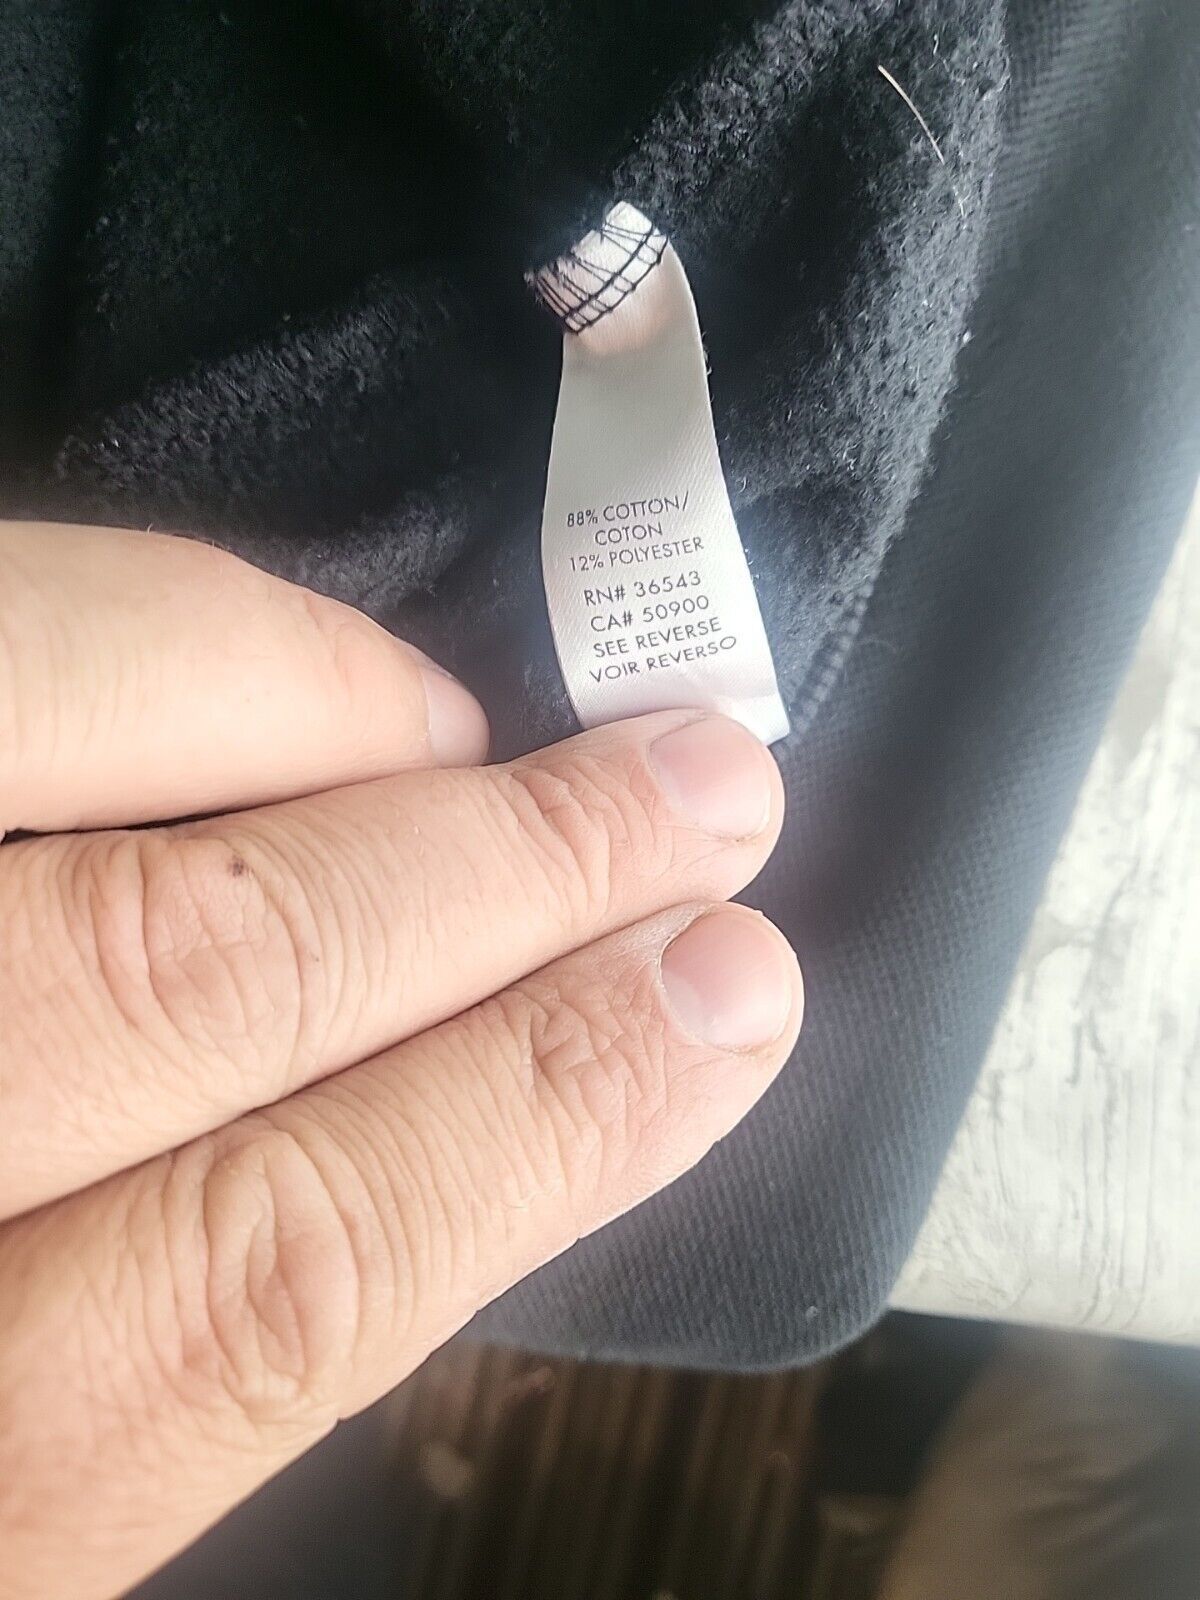 88% COTTON/
COTON
12% POLYESTER
RN# 36543
CA# 50900
SEE REVERSE
VOIR REVERSO